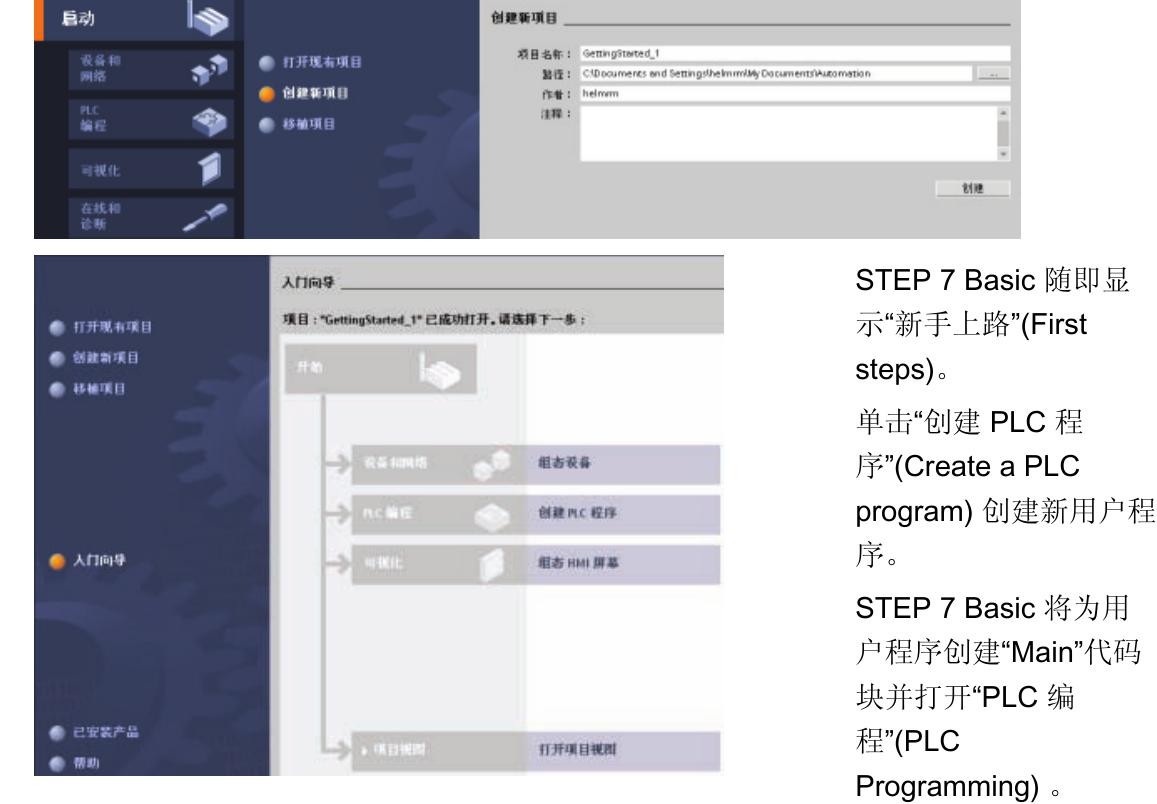 启动
设备和
网络
PLC
编程
可视化
在线和
诊断
打开现有项目
创建新项目
移植项目
创建新项目
项目名称：
GettingStarted_1
路径：
C:\Documents and Settings\helmrm\My Documents\Automation
...
作者：
helmrm
注释：
创建
打开现有项目
创建新项目
移植项目
入门向导
已安装产品
帮助
入门向导
项目："GettingStarted_1" 已成功打开。请选择下一步：
开始
设备和网络
组态设备
PLC 编程
创建 PLC 程序
可视化
组态 HMI 屏幕
项目视图
打开项目视图
STEP 7 Basic 随即显
示“新手上路”(First
steps)。
单击“创建 PLC 程
序”(Create a PLC
program) 创建新用户程
序。
STEP 7 Basic 将为用
户程序创建“Main”代码
块并打开“PLC 编
程”(PLC
Programming) 。